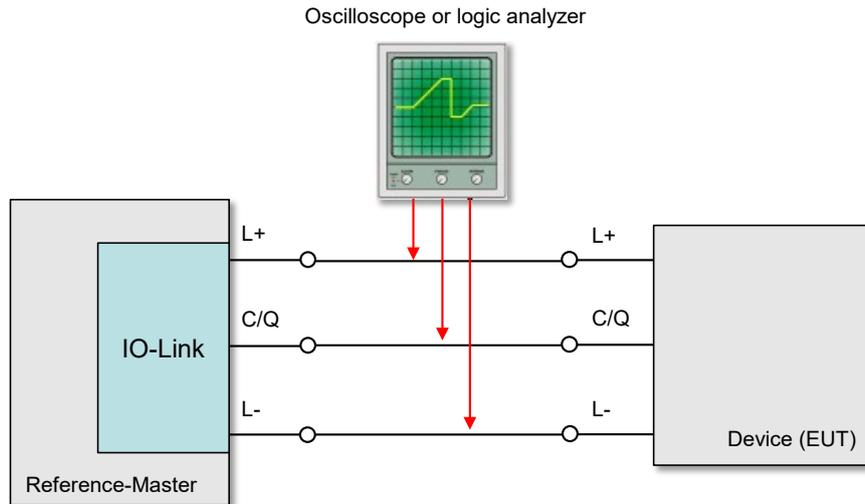 Oscilloscope or logic analyzer
L+
L+
C/Q
C/Q
IO-Link
L-
L-
Device (EUT)
Reference-Master